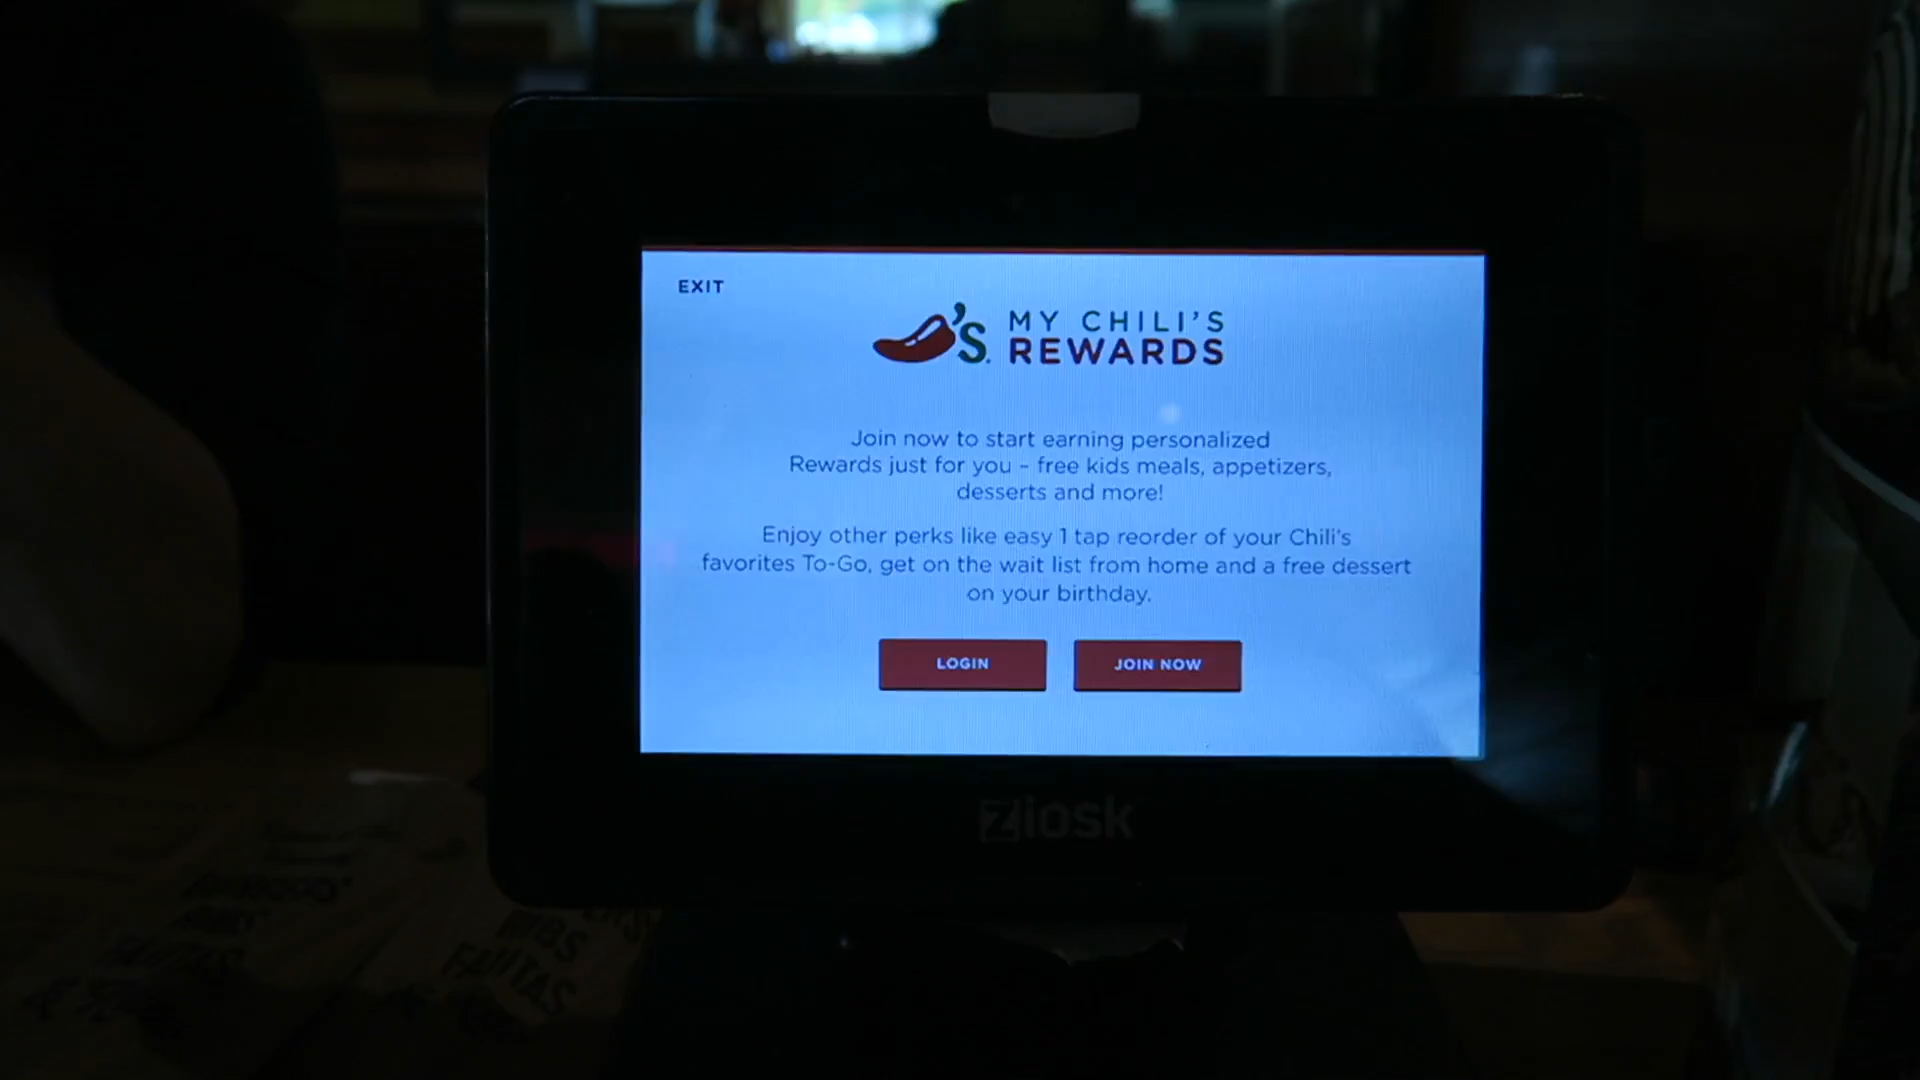 EXIT
'S. MY CHILI'S
REWARDS
Join now to start earning personalized
Rewards just for you – free kids meals, appetizers,
desserts and more!
Enjoy other perks like easy 1 tap reorder of your Chili's
favorites To-Go, get on the wait list from home and a free dessert
on your birthday.
LOGIN JOIN NOW
ziosk
RIBS
FAJITAS